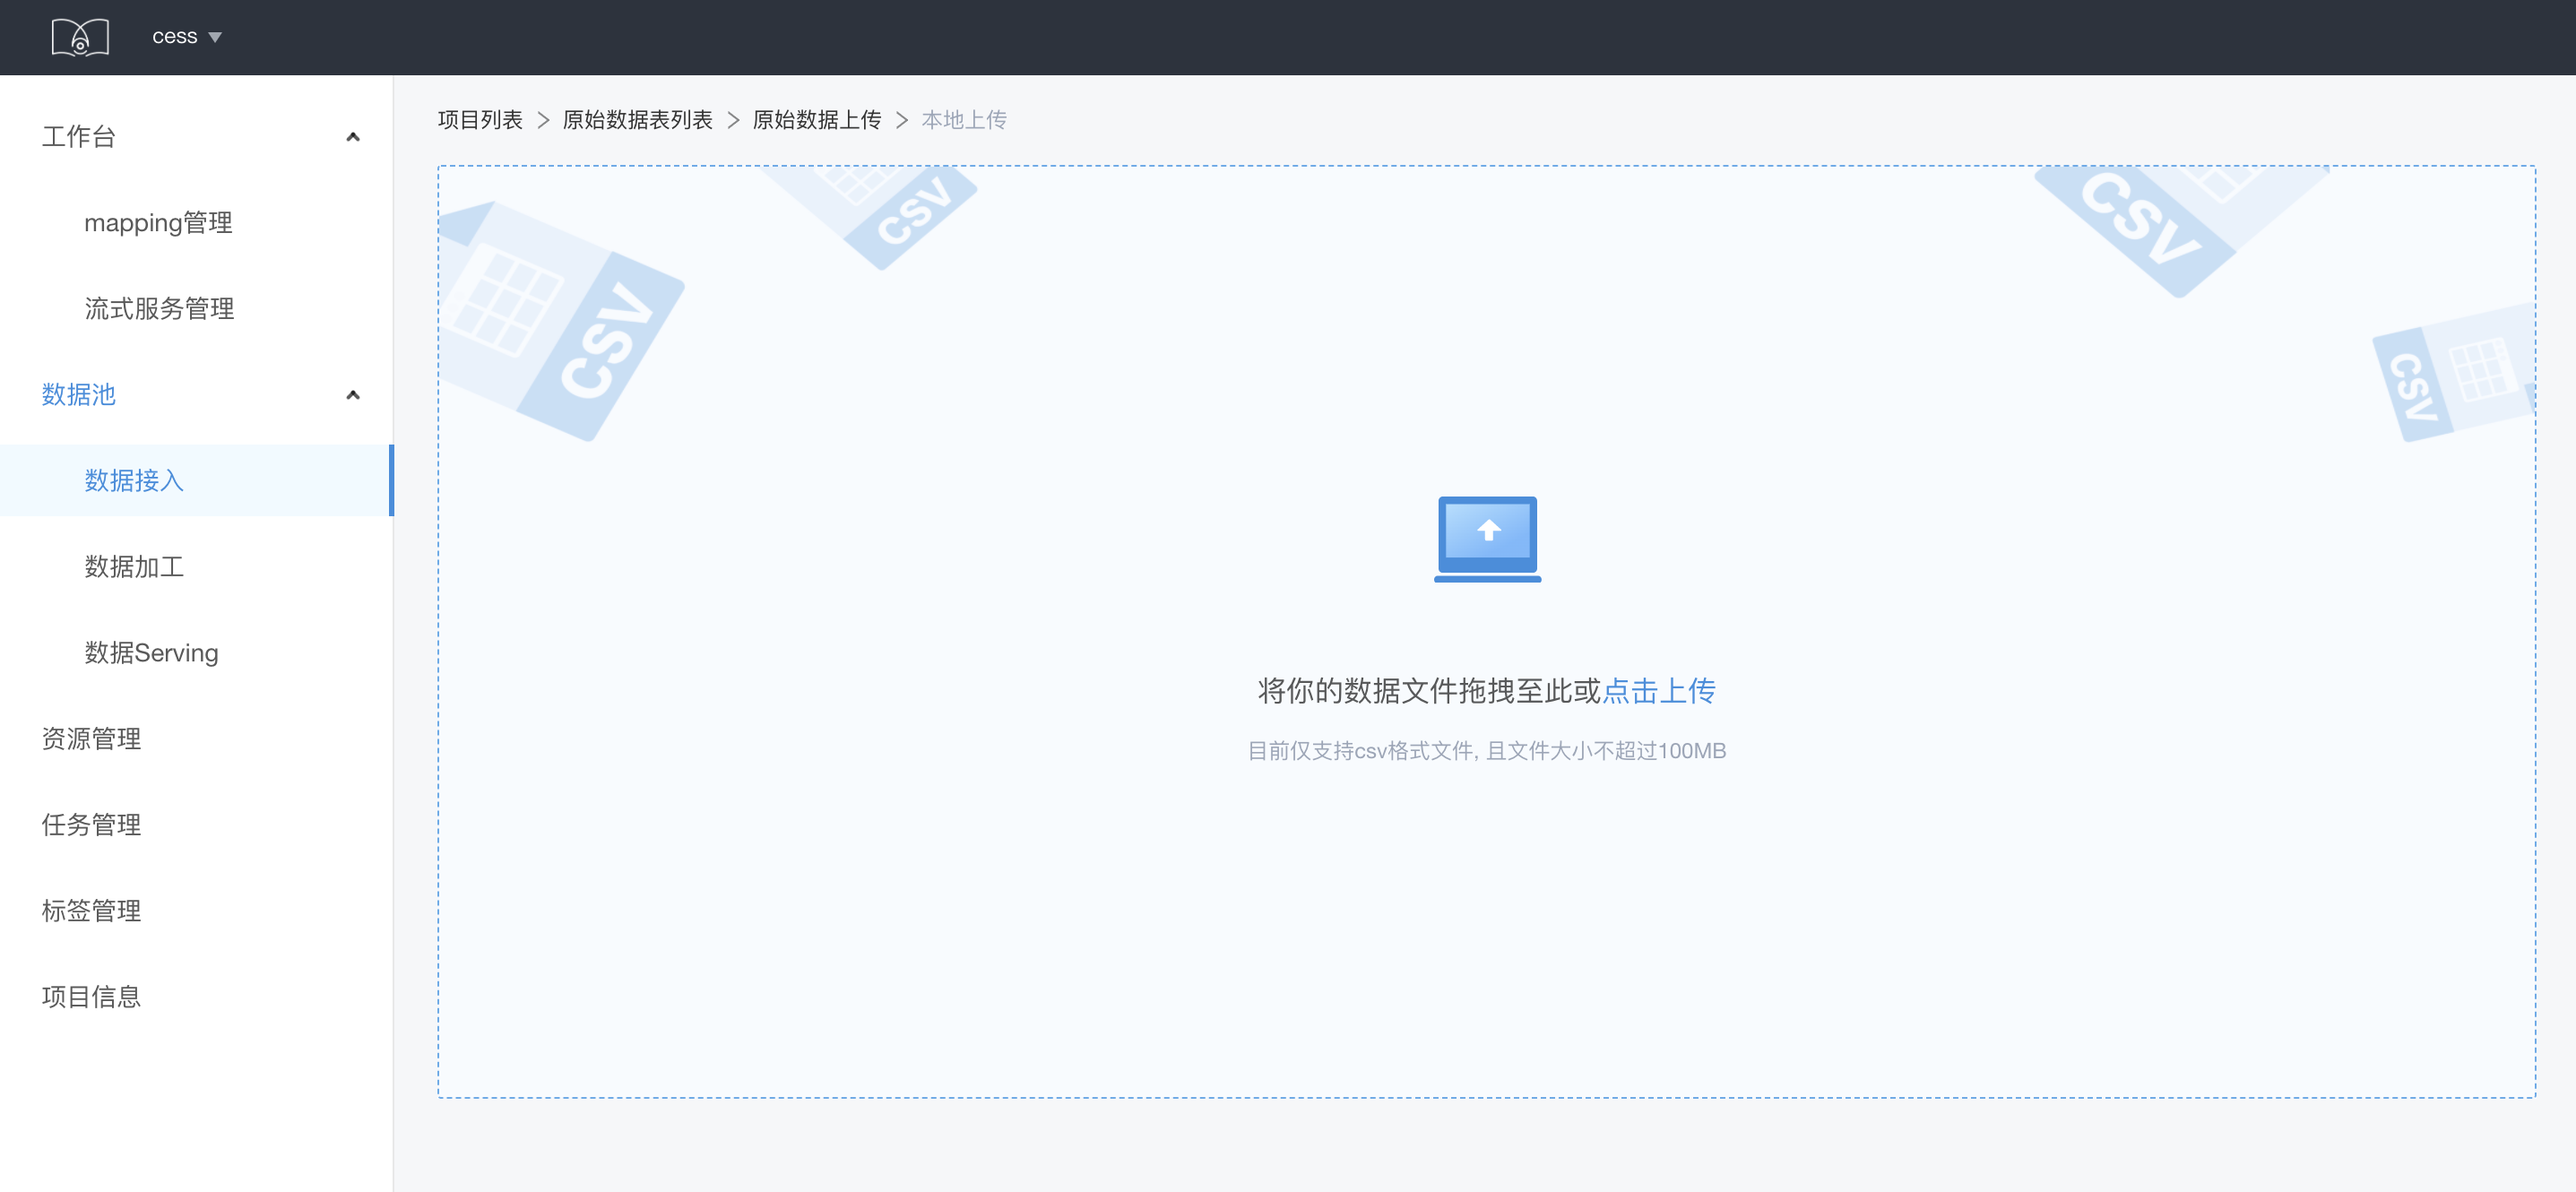 cess
项目列表 > 原始数据表列表 > 原始数据上传 > 本地上传
工作台
mapping管理
流式服务管理
数据池
数据接入
数据加工
数据Serving
资源管理
任务管理
标签管理
项目信息
CSV
CSV
CSV
CSV
将你的数据文件拖拽至此或点击上传
目前仅支持csv格式文件, 且文件大小不超过100MB